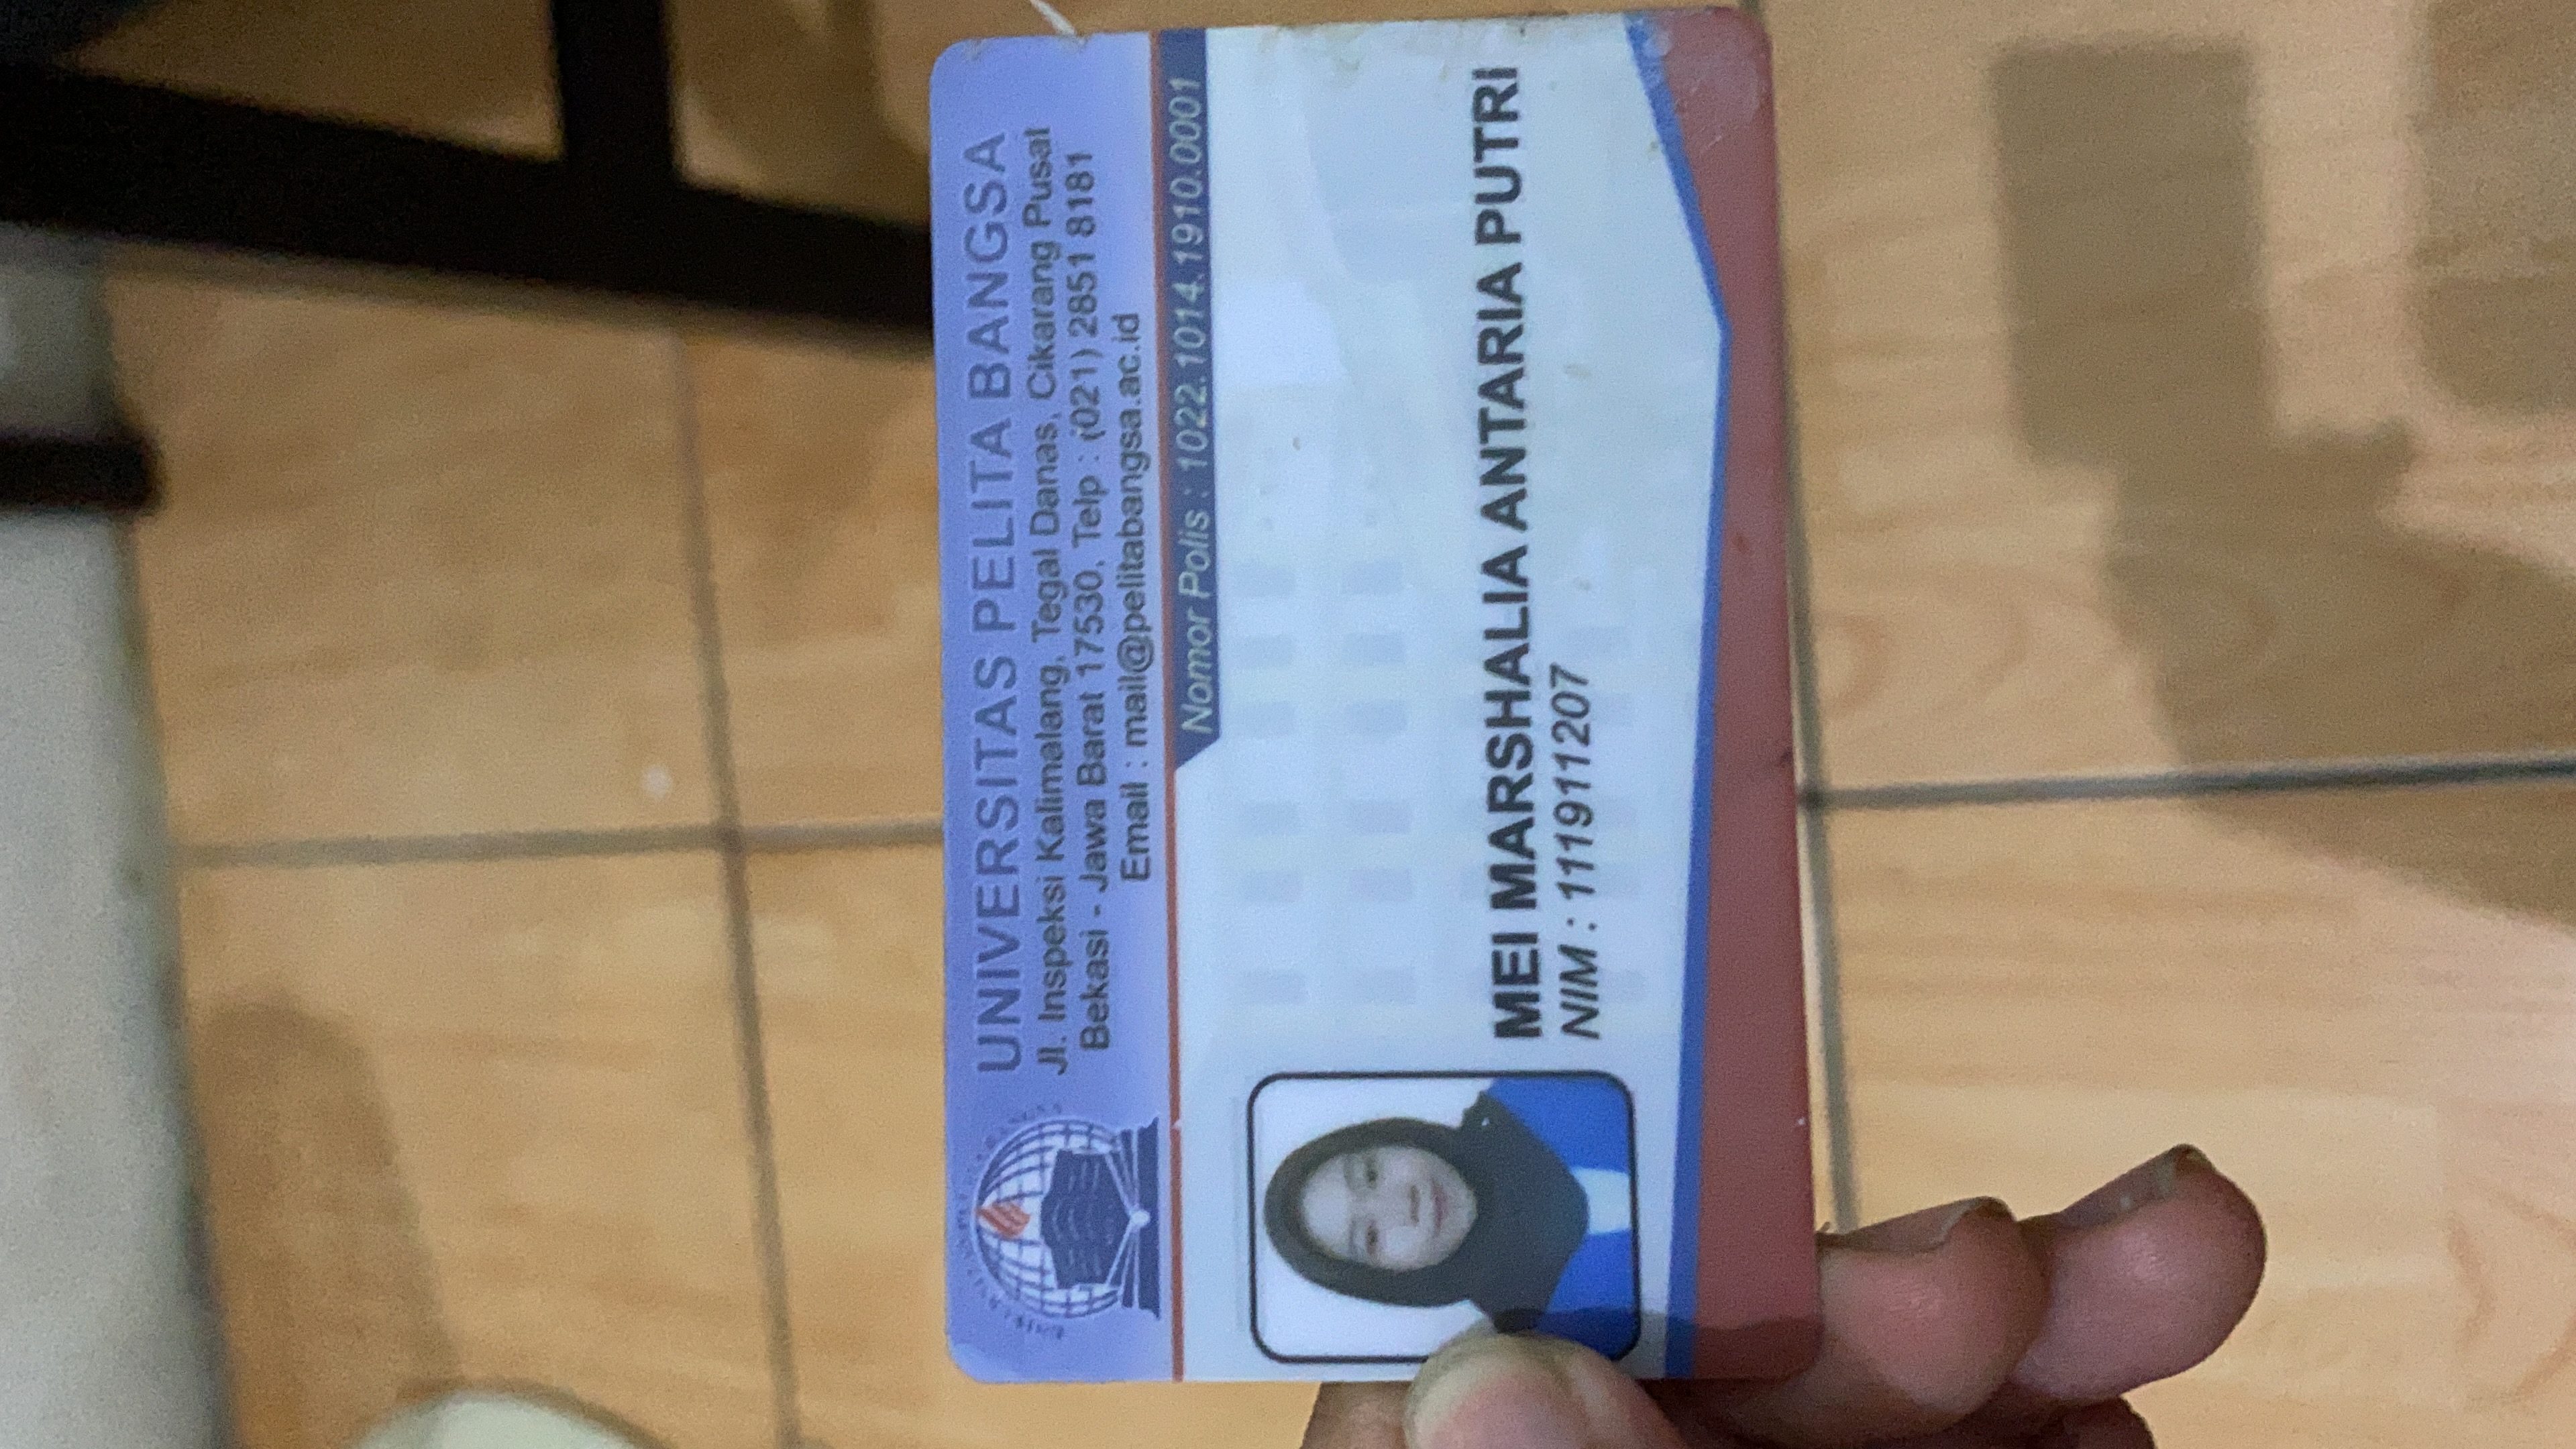 UNIVERSITAS PELITA BANGSA
Jl. Inspeksi Kalimalang, Tegal Danas, Cikarang Pusat
Bekasi - Jawa Barat 17530, Telp : (021) 2851 8181
Email : mail@pelitabangsa.ac.id
Nomor Polis : 1022.1014.1910.0001
MEI MARSHALIA ANTARIA PUTRI
NIM : 111911207